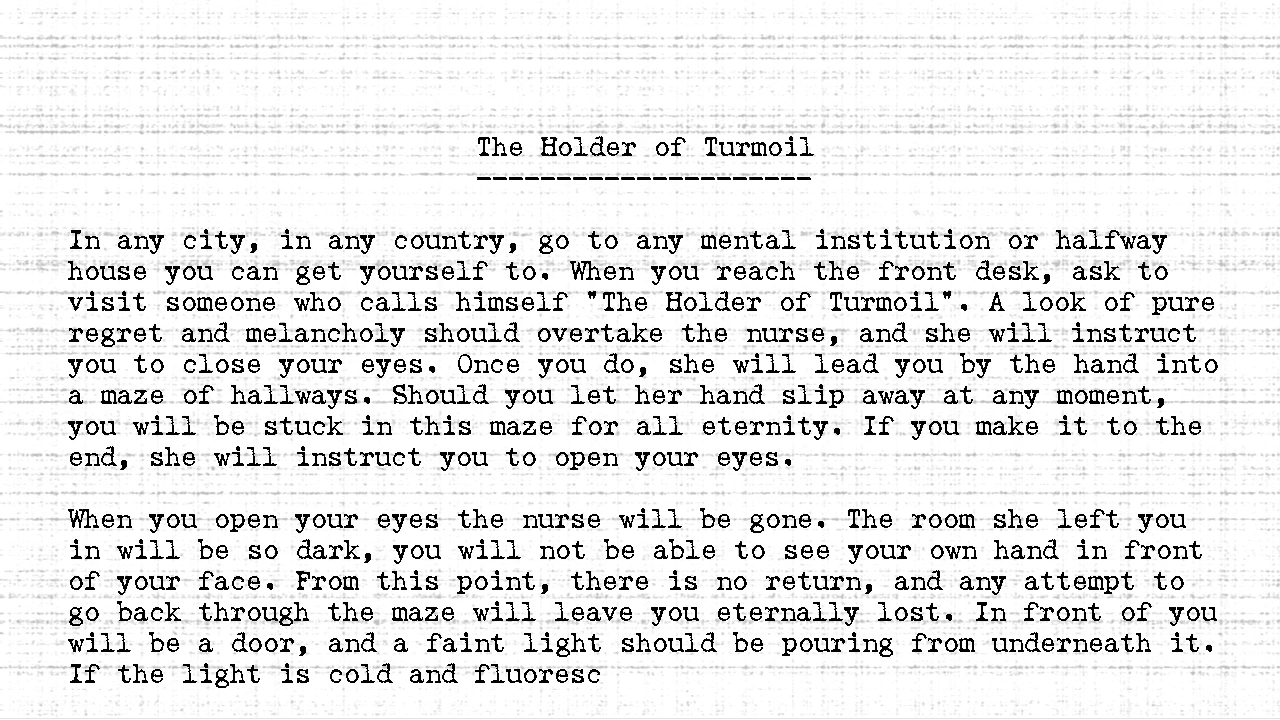 The Holder of Turmoil
---------------------
In any city, in any country, go to any mental institution or halfway
house you can get yourself to. When you reach the front desk, ask to
visit someone who calls himself "The Holder of Turmoil". A look of pure
regret and melancholy should overtake the nurse, and she will instruct
you to close your eyes. Once you do, she will lead you by the hand into
a maze of hallways. Should you let her hand slip away at any moment,
you will be stuck in this maze for all eternity. If you make it to the
end, she will instruct you to open your eyes.
When you open your eyes the nurse will be gone. The room she left you
in will be so dark, you will not be able to see your own hand in front
of your face. From this point, there is no return, and any attempt to
go back through the maze will leave you eternally lost. In front of you
will be a door, and a faint light should be pouring from underneath it.
If the light is cold and fluoresc